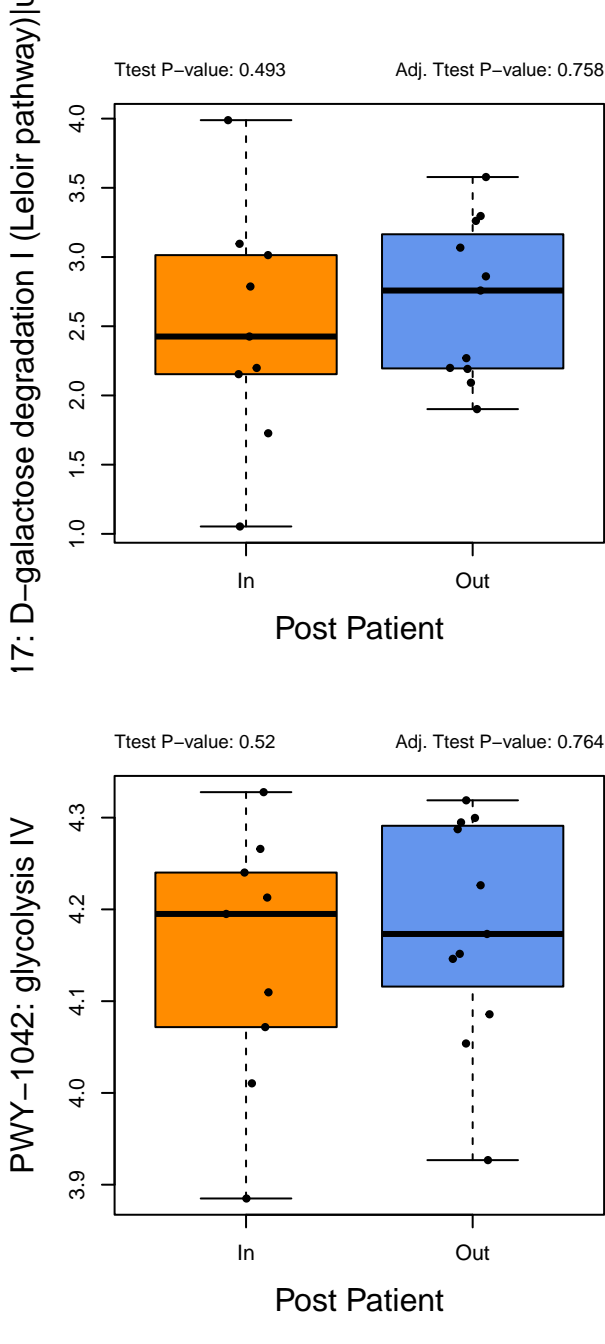 Ttest P−value: 0.493
Adj. Ttest P−value: 0.758
17: D−galactose degradation I (Leloir pathway)|
4.0
3.5
3.0
2.5
2.0
1.5
1.0
In
Out
Post Patient
Ttest P−value: 0.52
Adj. Ttest P−value: 0.764
PWY−1042: glycolysis IV
4.3
4.2
4.1
4.0
3.9
In
Out
Post Patient